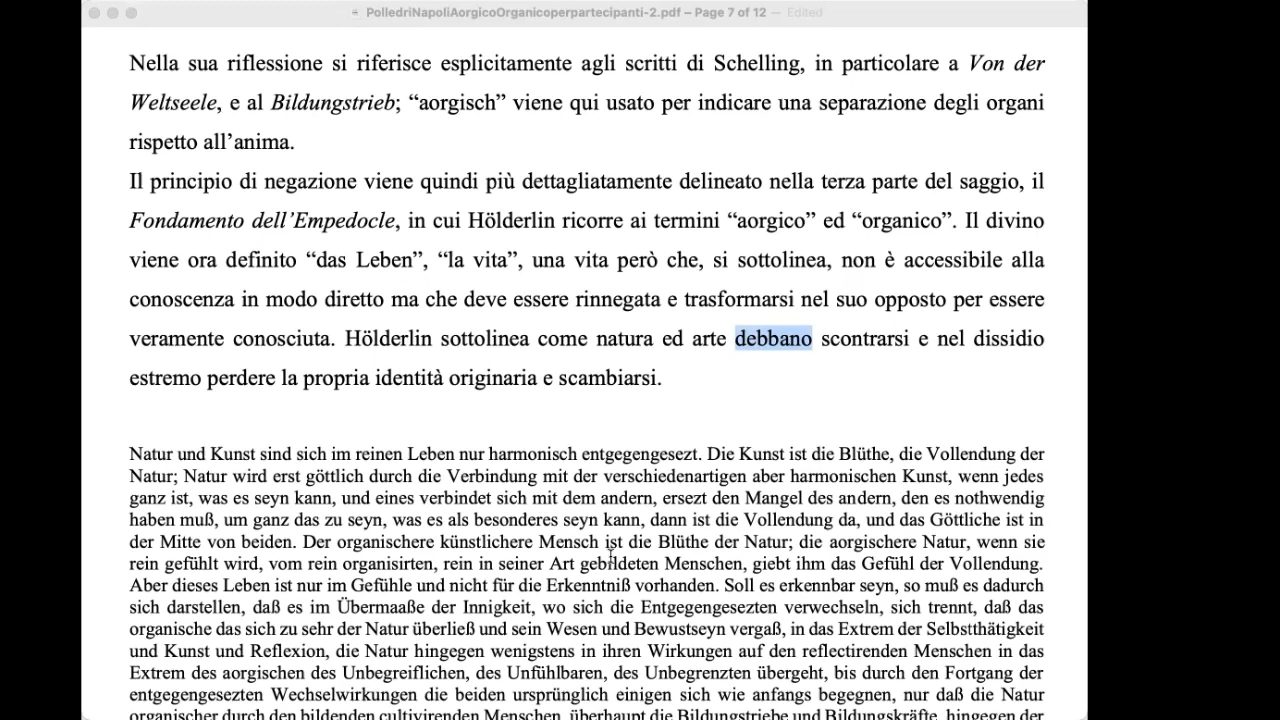 PolledriNapoliAorgicoOrganicoperpartecipanti-2.pdf – Page 7 of 12 — Edited
Nella sua riflessione si riferisce esplicitamente agli scritti di Schelling, in particolare a Von der
Weltseele, e al Bildungstrieb; “aorgisch” viene qui usato per indicare una separazione degli organi
rispetto all’anima.
Il principio di negazione viene quindi più dettagliatamente delineato nella terza parte del saggio, il
Fondamento dell’Empedocle, in cui Hölderlin ricorre ai termini “aorgico” ed “organico”. Il divino
viene ora definito “das Leben”, “la vita”, una vita però che, si sottolinea, non è accessibile alla
conoscenza in modo diretto ma che deve essere rinnegata e trasformarsi nel suo opposto per essere
veramente conosciuta. Hölderlin sottolinea come natura ed arte debbano scontrarsi e nel dissidio
estremo perdere la propria identità originaria e scambiarsi.
Natur und Kunst sind sich im reinen Leben nur harmonisch entgegengesezt. Die Kunst ist die Blüthe, die Vollendung der
Natur; Natur wird erst göttlich durch die Verbindung mit der verschiedenartigen aber harmonischen Kunst, wenn jedes
ganz ist, was es seyn kann, und eines verbindet sich mit dem andern, ersezt den Mangel des andern, den es nothwendig
haben muß, um ganz das zu seyn, was es als besonderes seyn kann, dann ist die Vollendung da, und das Göttliche ist in
der Mitte von beiden. Der organischere künstlichere Mensch ist die Blüthe der Natur; die aorgischere Natur, wenn sie
rein gefühlt wird, vom rein organisirten, rein in seiner Art gebildeten Menschen, giebt ihm das Gefühl der Vollendung.
Aber dieses Leben ist nur im Gefühle und nicht für die Erkenntniß vorhanden. Soll es erkennbar seyn, so muß es dadurch
sich darstellen, daß es im Übermaaße der Innigkeit, wo sich die Entgegengesezten verwechseln, sich trennt, daß das
organische das sich zu sehr der Natur überließ und sein Wesen und Bewustseyn vergaß, in das Extrem der Selbstthätigkeit
und Kunst und Reflexion, die Natur hingegen wenigstens in ihren Wirkungen auf den reflectirenden Menschen in das
Extrem des aorgischen des Unbegreiflichen, des Unfühlbaren, des Unbegrenzten übergeht, bis durch den Fortgang der
entgegengesezten Wechselwirkungen die beiden ursprünglich einigen sich wie anfangs begegnen, nur daß die Natur
organischer durch den bildenden cultivirenden Menschen, überhaupt die Bildungstriebe und Bildungskräfte, hingegen der